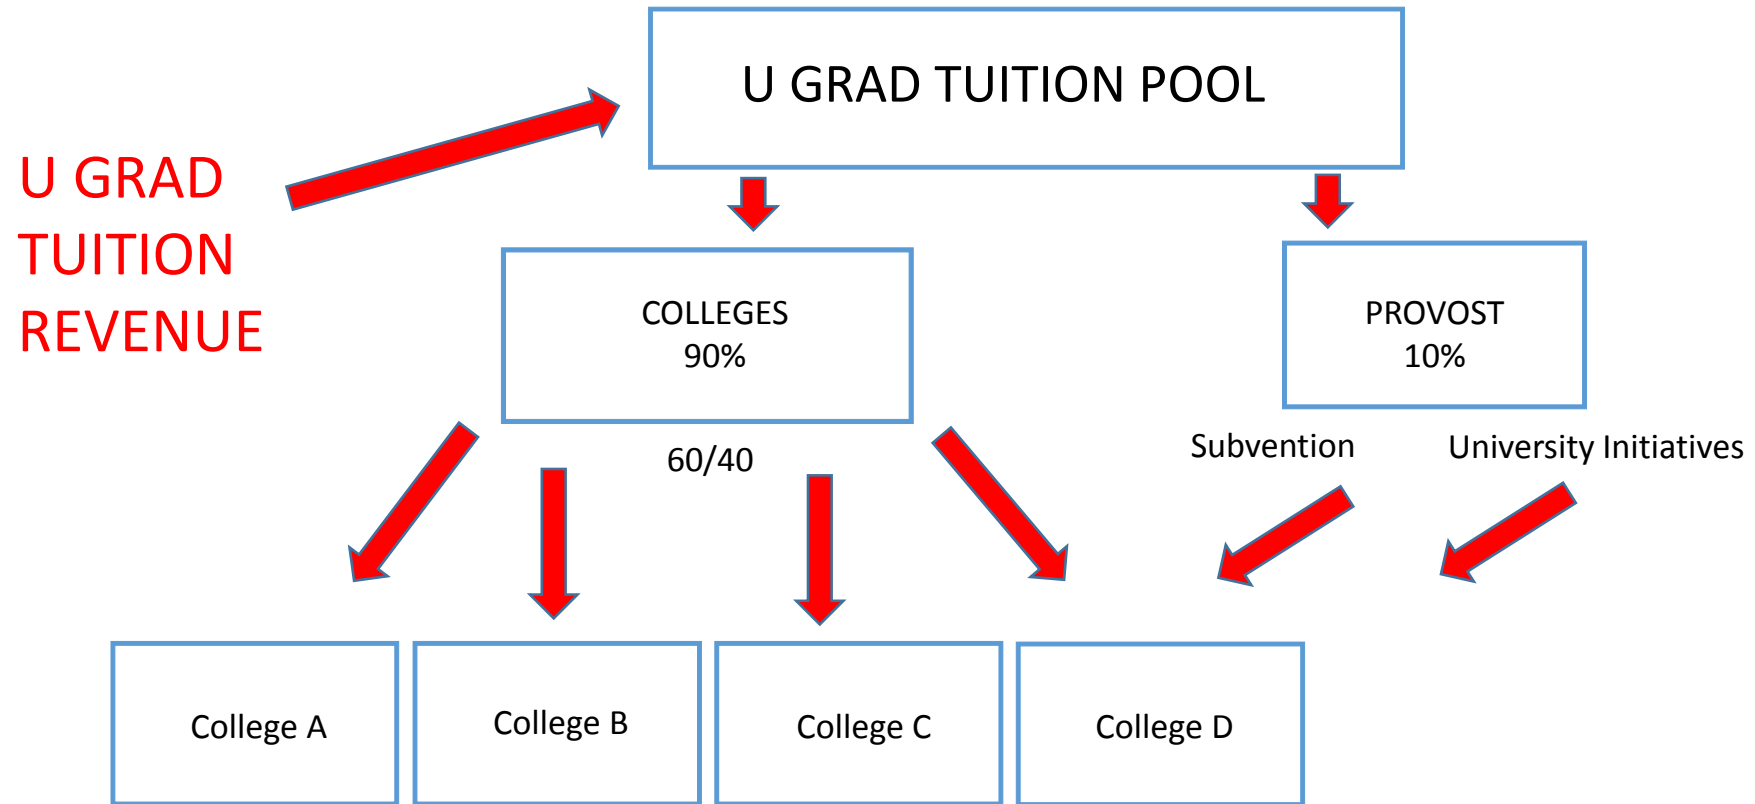 U GRAD TUITION POOL
U GRAD
TUITION
REVENUE
COLLEGES
90%
PROVOST
10%
60/40
Subvention
University Initiatives
College A
College B
College C
College D